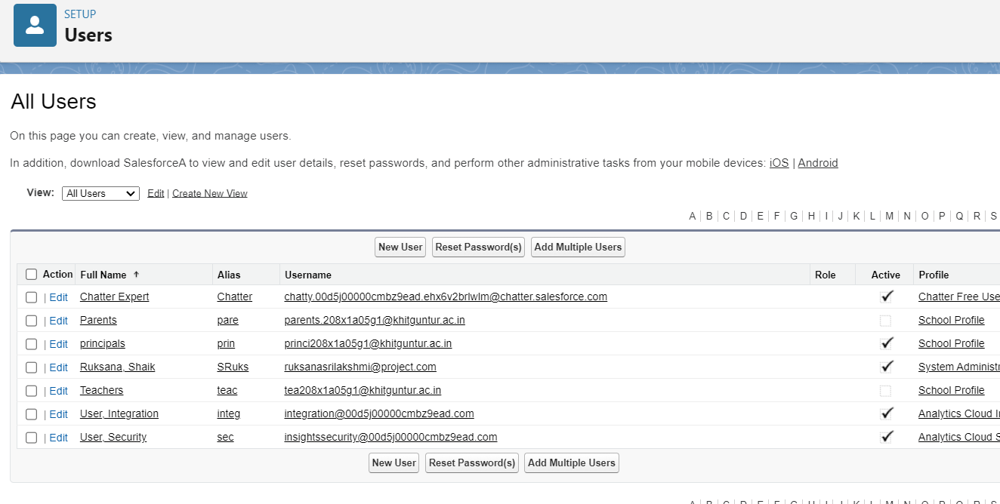 SETUP
Users
All Users
On this page you can create, view, and manage users.
In addition, download SalesforceA to view and edit user details, reset passwords, and perform other administrative tasks from your mobile devices: iOS | Android
View: All Users Edit | Create New View
A | B | C | D | E | F | G | H | I | J | K | L | M | N | O | P | Q | R | S
New User Reset Password(s) Add Multiple Users
Action Full Name ↑ Alias Username Role Active Profile
| Edit Chatter Expert Chatter chatty.00d5j00000cmbz9ead.ehx6v2brlwlm@chatter.salesforce.com Chatter Free Use
| Edit Parents pare parents.208x1a05g1@khitguntur.ac.in School Profile
| Edit principals prin princi208x1a05g1@khitguntur.ac.in School Profile
| Edit Ruksana, Shaik SRuks ruksanasrilakshmi@project.com System Administr
| Edit Teachers teac tea208x1a05g1@khitguntur.ac.in School Profile
| Edit User, Integration integ integration@00d5j00000cmbz9ead.com Analytics Cloud I
| Edit User, Security sec insightssecurity@00d5j00000cmbz9ead.com Analytics Cloud S
New User Reset Password(s) Add Multiple Users